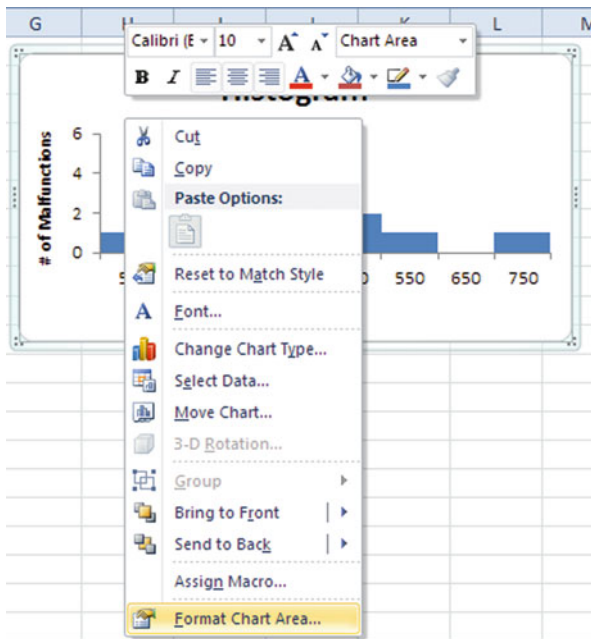 G H I J K L M
Calibri (E 10 A A Chart Area
B I A
Histogram
# of Malfunctions
6
4
2
0
550 650 750
Cut
Copy
Paste Options:
Reset to Match Style
A Font...
Change Chart Type...
Select Data...
Move Chart...
3-D Rotation...
Group
Bring to Front
Send to Back
Assign Macro...
Format Chart Area...